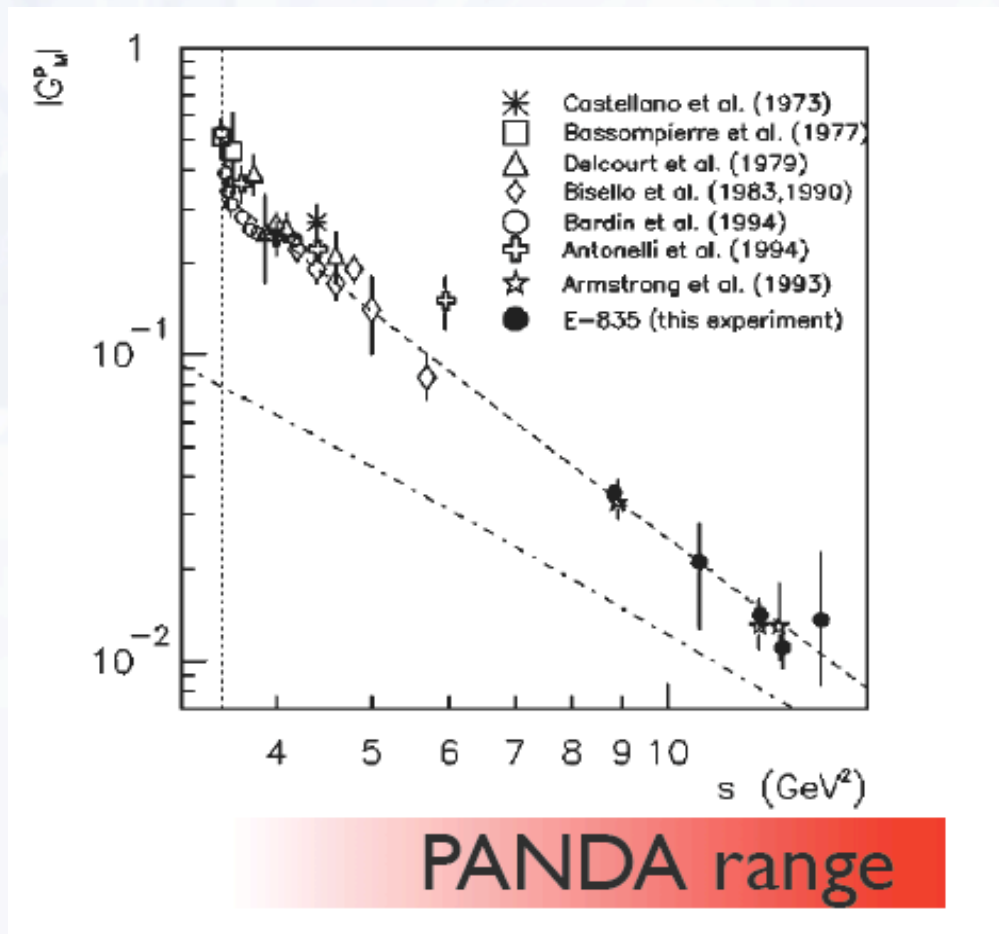 |G^P_M|
1
10^-1
10^-2
Castellano et al. (1973)
Bassompierre et al. (1977)
Delcourt et al. (1979)
Bisello et al. (1983,1990)
Bardin et al. (1994)
Antonelli et al. (1994)
Armstrong et al. (1993)
E-835 (this experiment)
4 5 6 7 8 9 10
s (GeV²)
PANDA range